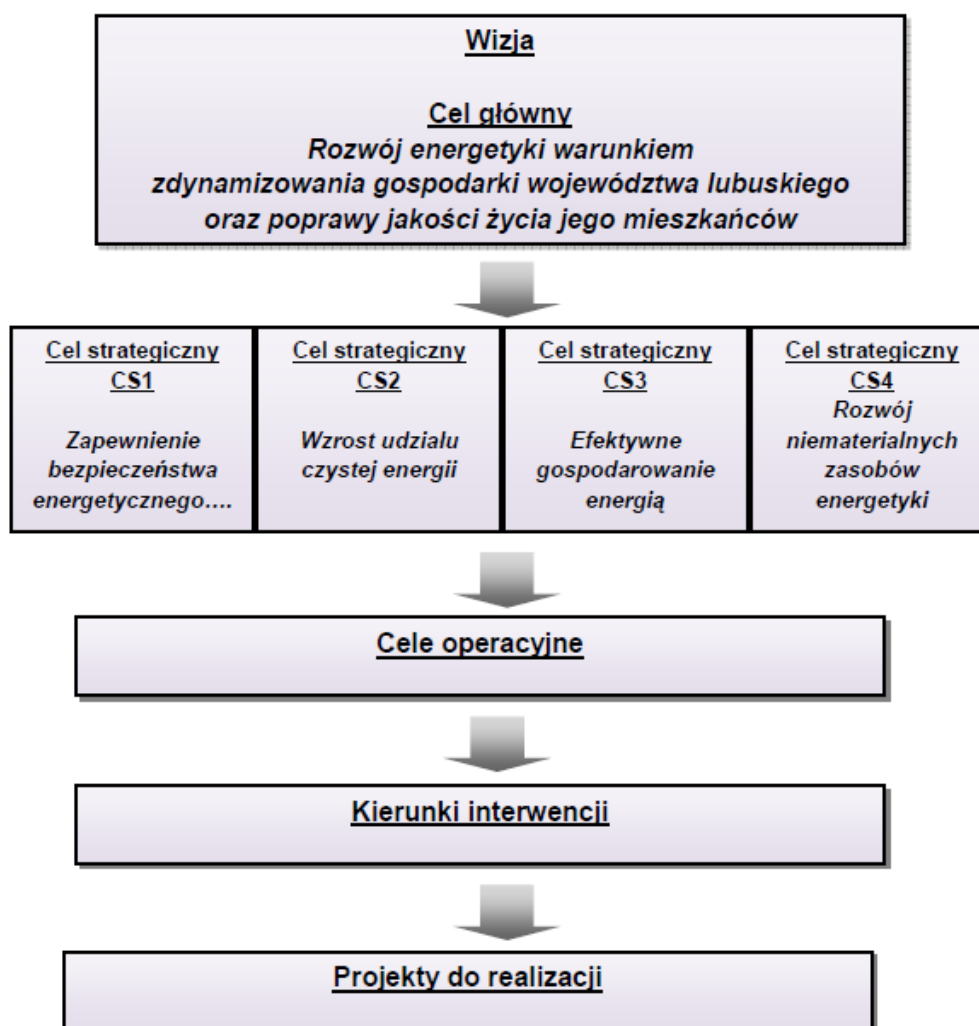 Wizja
Cel główny
Rozwój energetyki warunkiem
zdynamizowania gospodarki województwa lubuskiego
oraz poprawy jakości życia jego mieszkańców
Cel strategiczny
CS1
Zapewnienie
bezpieczeństwa
energetycznego....
Cel strategiczny
CS2
Wzrost udziału
czystej energii
Cel strategiczny
CS3
Efektywne
gospodarowanie
energią
Cel strategiczny
CS4
Rozwój
niematerialnych
zasobów
energetyki
Cele operacyjne
Kierunki interwencji
Projekty do realizacji